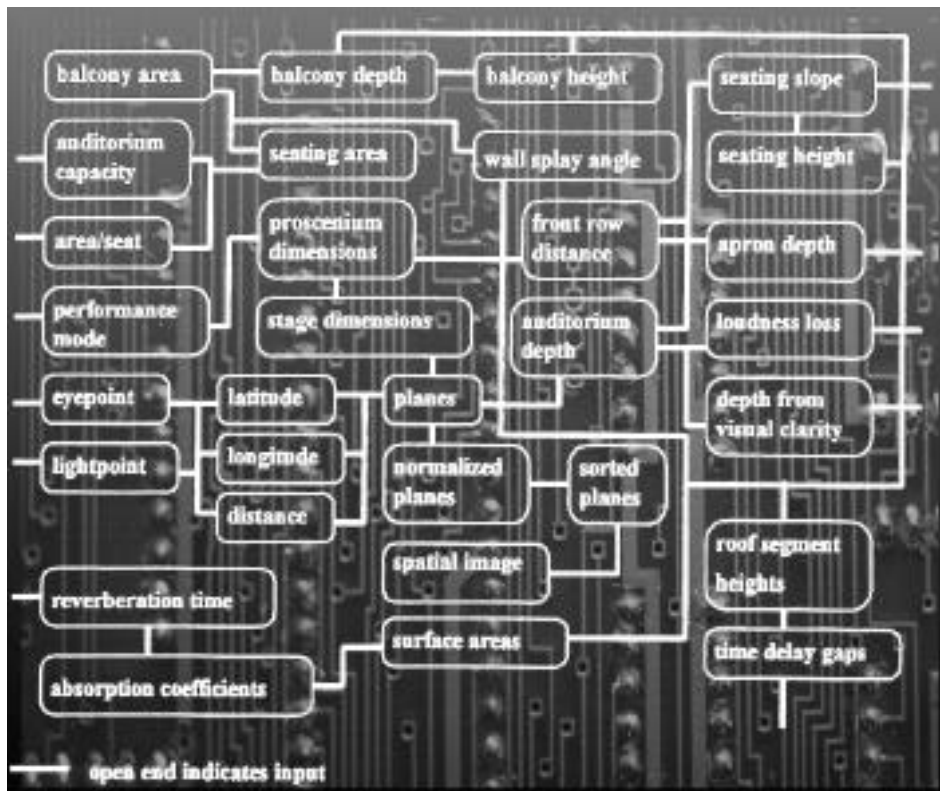 balcony area
balcony depth
balcony height
seating slope
auditorium
capacity
seating area
wall splay angle
seating height
area/seat
proscenium
dimensions
front row
distance
apron depth
performance
mode
stage dimensions
auditorium
depth
loudness loss
eyepoint
latitude
planes
depth from
visual clarity
lightpoint
longitude
normalized
planes
sorted
planes
distance
roof segment
heights
spatial image
reverberation time
surface areas
time delay gaps
absorption coefficients
open end indicates input